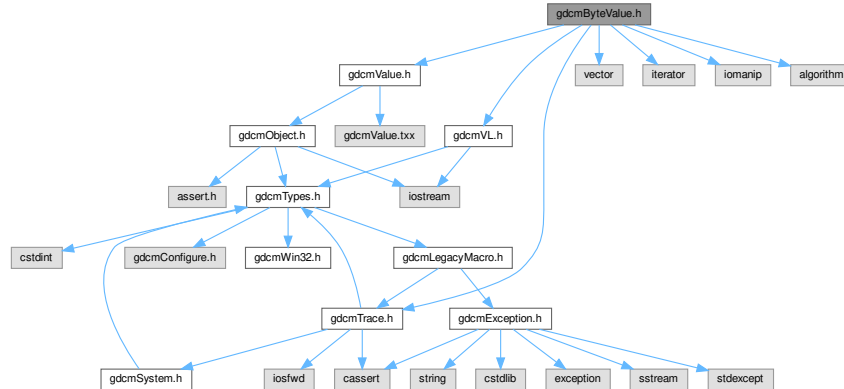 gdcmByteValue.h
gdcmValue.h
vector
iterator
iomanip
algorithm
gdcmObject.h
gdcmValue.txx
gdcmVL.h
assert.h
gdcmTypes.h
iostream
cstdint
gdcmConfigure.h
gdcmWin32.h
gdcmLegacyMacro.h
gdcmTrace.h
gdcmException.h
gdcmSystem.h
iosfwd
cassert
string
cstdlib
exception
sstream
stdexcept